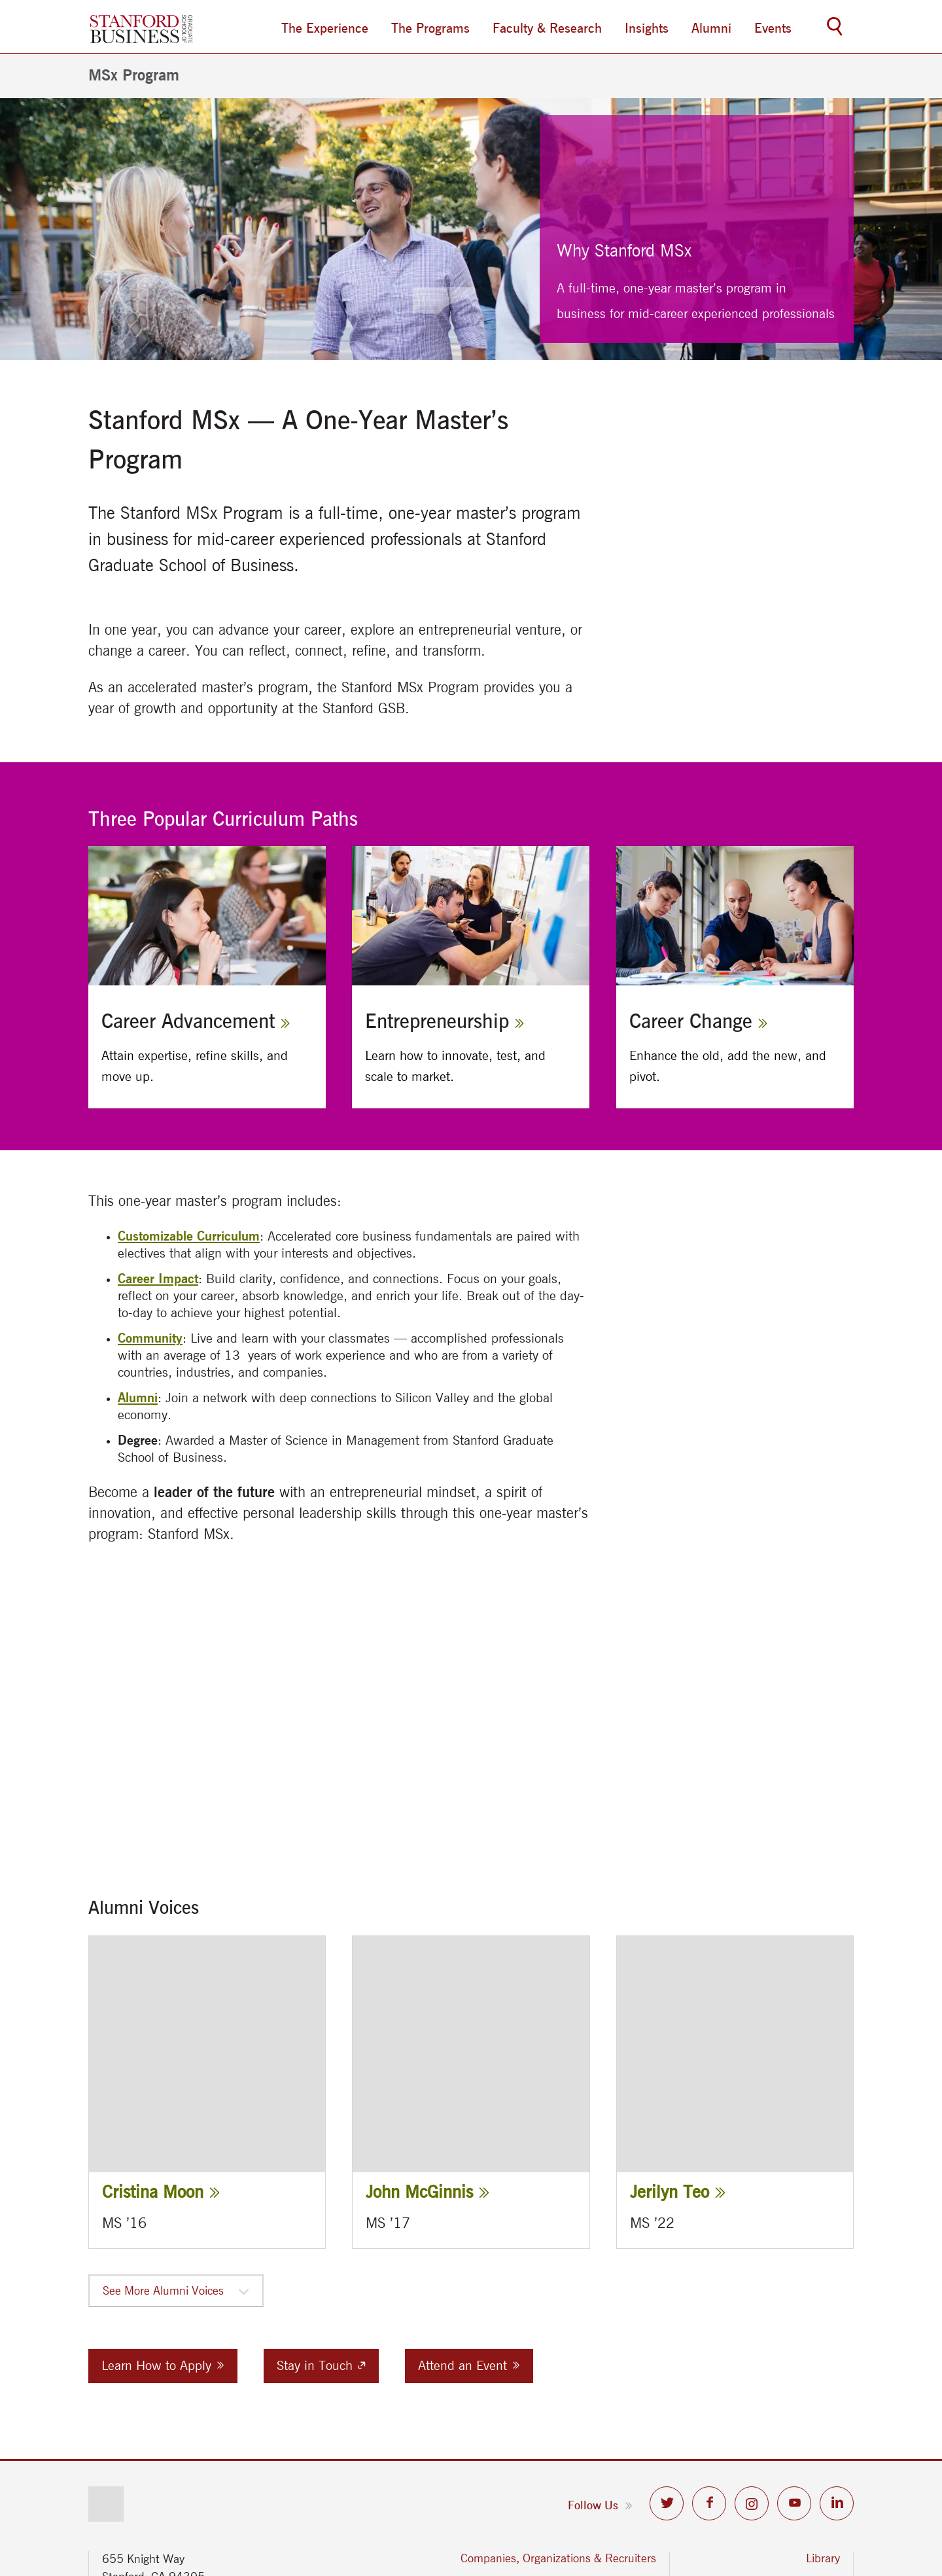 STANFORD
BUSINESS
GRADUATE
SCHOOL OF
The Experience
The Programs
Faculty & Research
Insights
Alumni
Events
MSx Program
Why Stanford MSx
A full-time, one-year master's program in
business for mid-career experienced professionals
Stanford MSx — A One-Year Master’s
Program
The Stanford MSx Program is a full-time, one-year master’s program
in business for mid-career experienced professionals at Stanford
Graduate School of Business.
In one year, you can advance your career, explore an entrepreneurial venture, or
change a career. You can reflect, connect, refine, and transform.
As an accelerated master’s program, the Stanford MSx Program provides you a
year of growth and opportunity at the Stanford GSB.
Three Popular Curriculum Paths
Career Advancement »
Attain expertise, refine skills, and
move up.
Entrepreneurship »
Learn how to innovate, test, and
scale to market.
Career Change »
Enhance the old, add the new, and
pivot.
This one-year master’s program includes:
• Customizable Curriculum: Accelerated core business fundamentals are paired with
electives that align with your interests and objectives.
• Career Impact: Build clarity, confidence, and connections. Focus on your goals,
reflect on your career, absorb knowledge, and enrich your life. Break out of the day-
to-day to achieve your highest potential.
• Community: Live and learn with your classmates — accomplished professionals
with an average of 13  years of work experience and who are from a variety of
countries, industries, and companies.
• Alumni: Join a network with deep connections to Silicon Valley and the global
economy.
• Degree: Awarded a Master of Science in Management from Stanford Graduate
School of Business.
Become a leader of the future with an entrepreneurial mindset, a spirit of
innovation, and effective personal leadership skills through this one-year master’s
program: Stanford MSx.
Alumni Voices
Cristina Moon »
MS ’16
John McGinnis »
MS ’17
Jerilyn Teo »
MS ’22
See More Alumni Voices
Learn How to Apply »
Stay in Touch
Attend an Event »
Follow Us »
655 Knight Way
Stanford, CA 94305
Companies, Organizations & Recruiters
Library